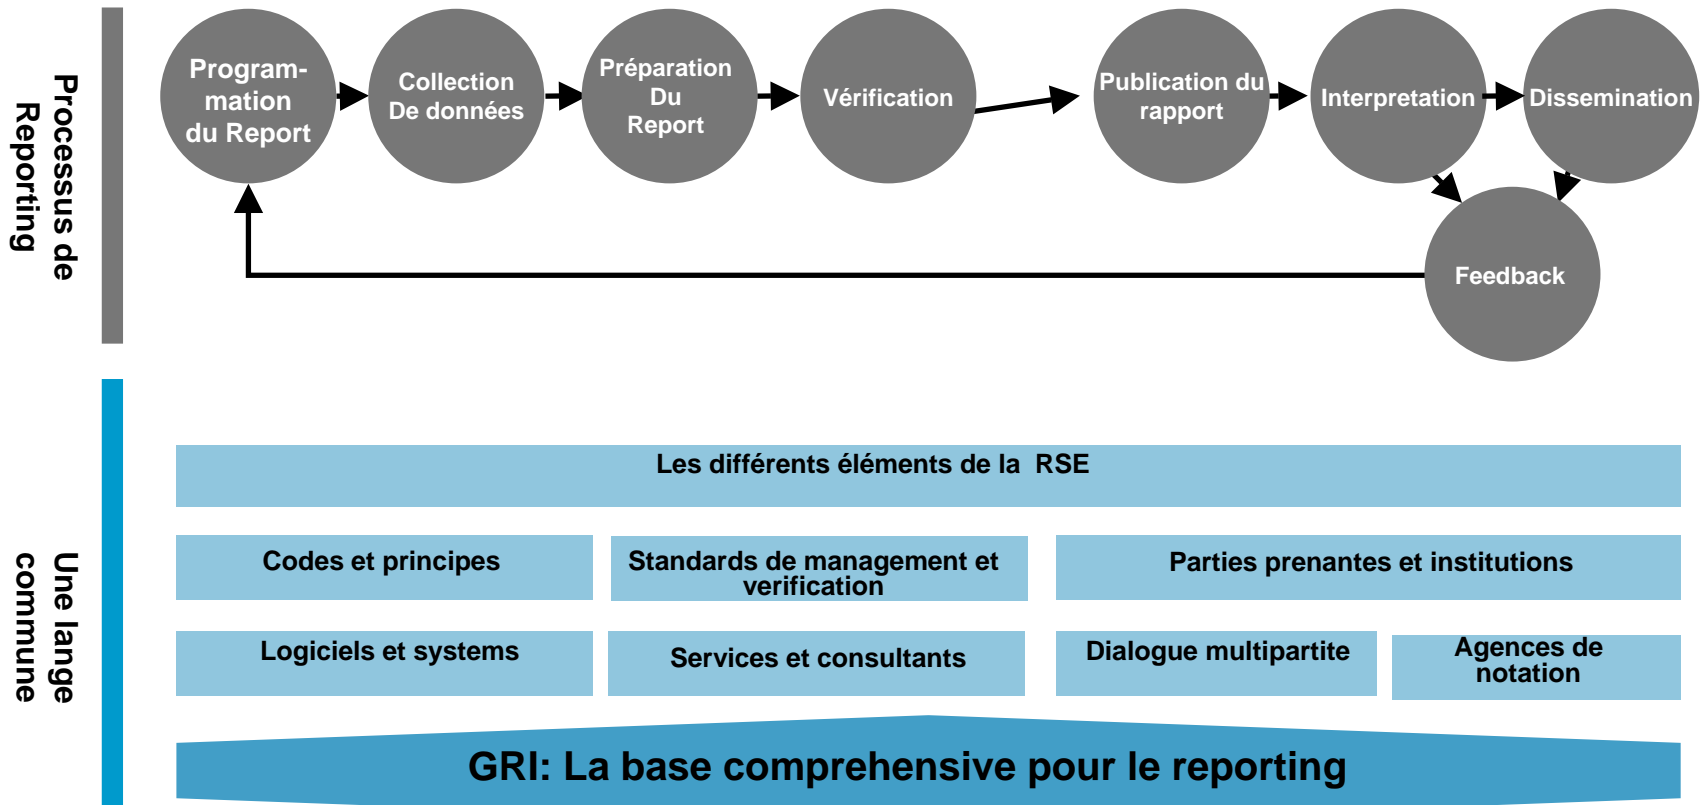 Processus de
Reporting
Program-
mation
du Report
Collection
De données
Préparation
Du
Report
Vérification
Publication du
rapport
Interpretation
Dissemination
Feedback
Une lange
commune
Les différents éléments de la RSE
Codes et principes
Standards de management et
verification
Parties prenantes et institutions
Logiciels et systems
Services et consultants
Dialogue multipartite
Agences de
notation
GRI: La base comprehensive pour le reporting